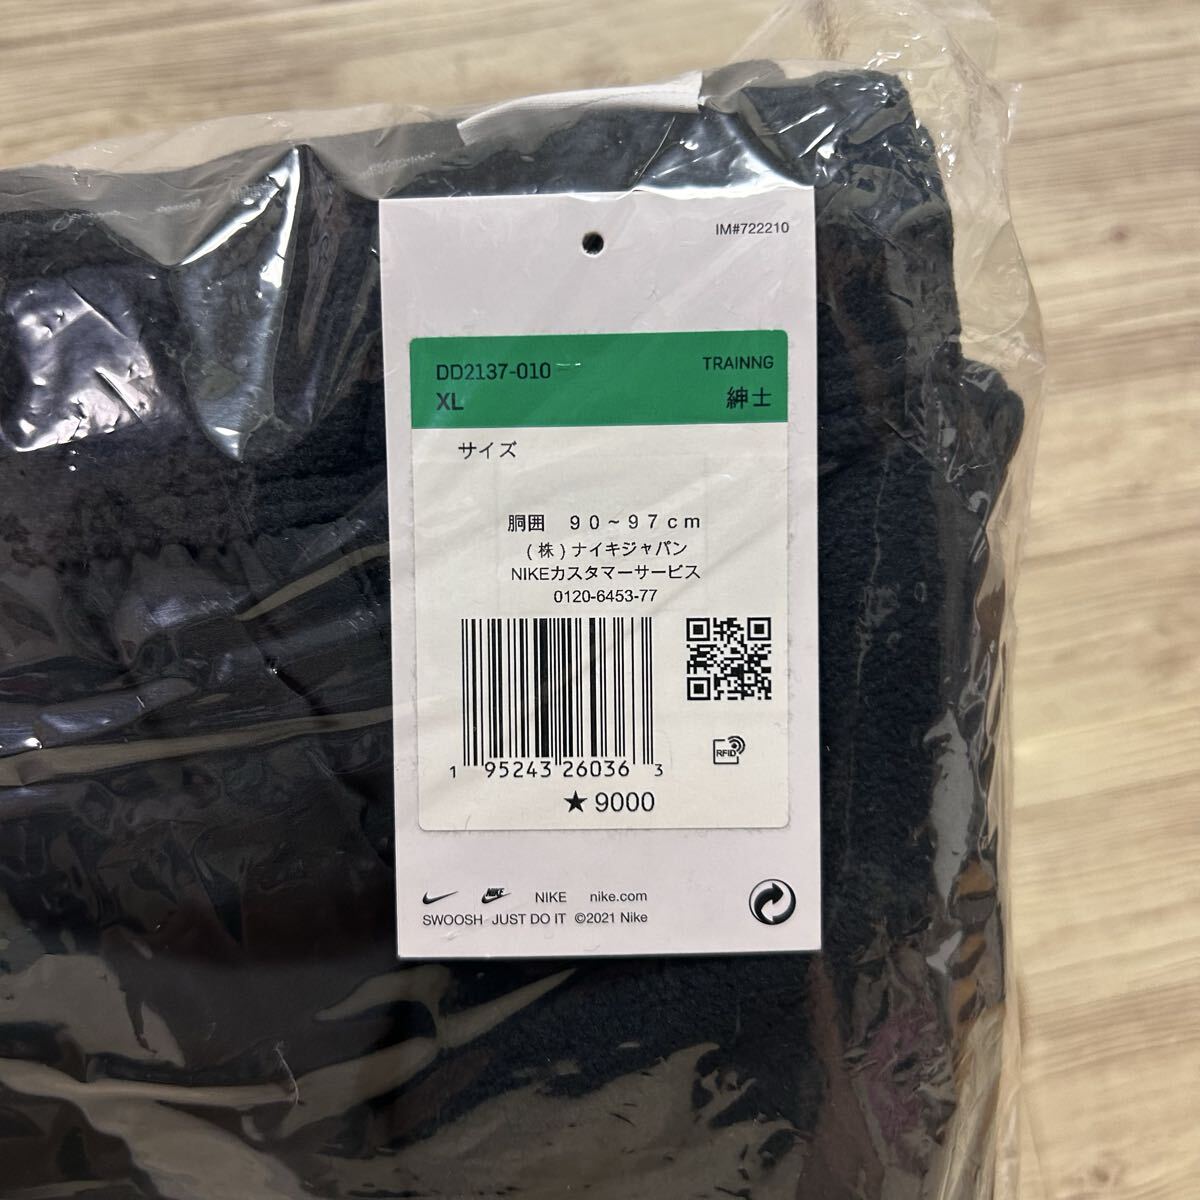 IM#722210
DD2137-010
TRAINNG
XL
紳士
サイズ
胴囲　９０~９７ｃｍ
(株)ナイキジャパン
NIKEカスタマーサービス
0120-6453-77
1 95243 26036 3
RFID
★9000
NIKE NIKE nike.com
SWOOSH JUST DO IT ©2021 Nike